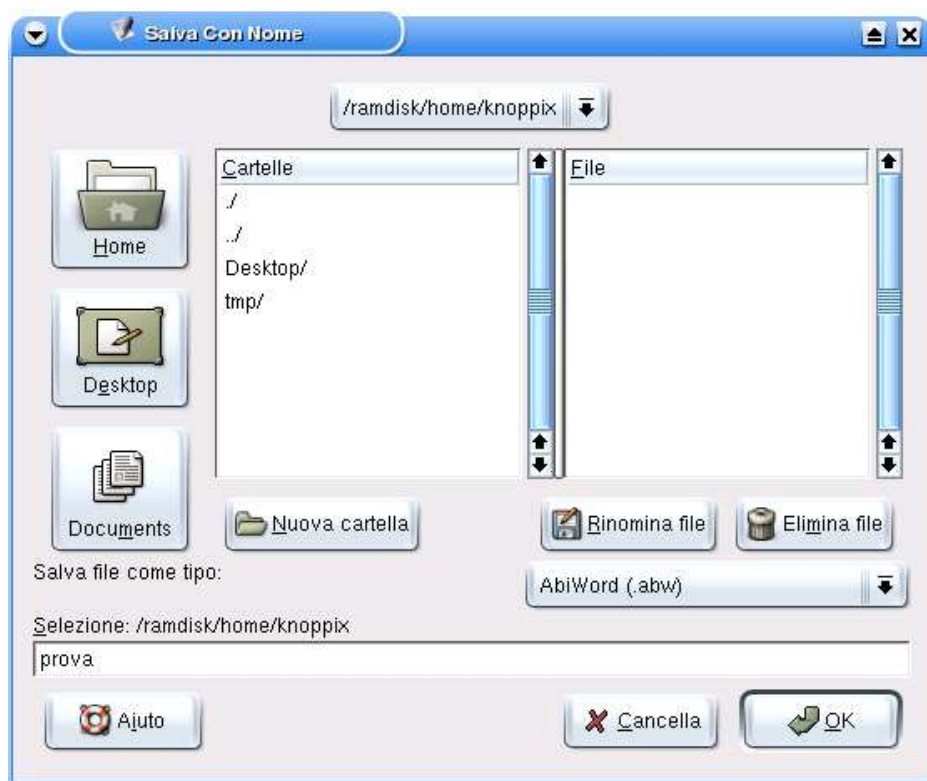 Salva Con Nome
/ramdisk/home/knoppix
Home
Desktop
Documents
Cartelle
./
../
Desktop/
tmp/
File
Nuova cartella
Rinomina file
Elimina file
Salva file come tipo:
AbiWord (.abw)
Selezione: /ramdisk/home/knoppix
prova
Aiuto
Cancella
OK